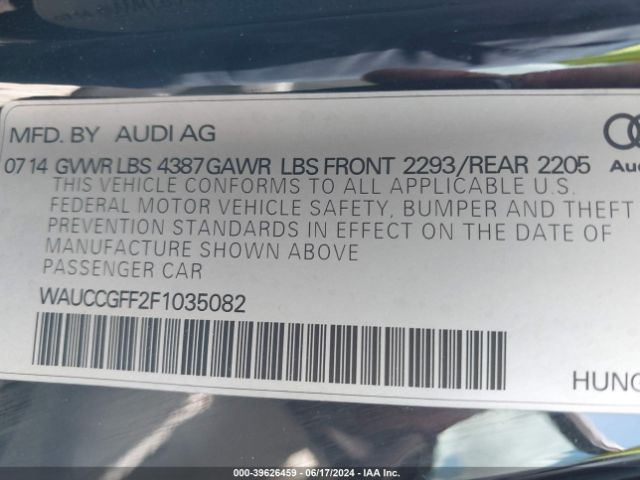 MFD. BY AUDI AG
07 14 GVWR LBS 4387 GAWR LBS FRONT 2293/REAR 2205
THIS VEHICLE CONFORMS TO ALL APPLICABLE U.S.
FEDERAL MOTOR VEHICLE SAFETY, BUMPER AND THEFT
PREVENTION STANDARDS IN EFFECT ON THE DATE OF
MANUFACTURE SHOWN ABOVE
PASSENGER CAR
WAUCCGFF2F1035082
Aud
HUNG
000-39626459 - 06/17/2024 - IAA Inc.